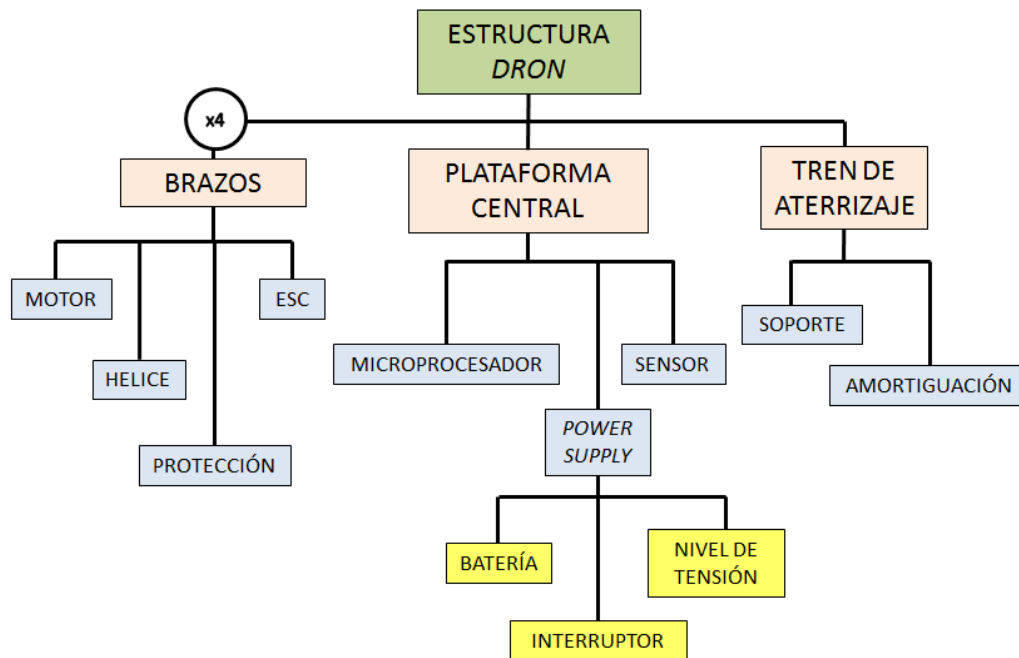 ESTRUCTURA
DRON
x4
BRAZOS
PLATAFORMA
CENTRAL
TREN DE
ATERRIZAJE
MOTOR
ESC
HELICE
PROTECCIÓN
MICROPROCESADOR
SENSOR
SOPORTE
AMORTIGUACIÓN
POWER
SUPPLY
BATERÍA
NIVEL DE
TENSIÓN
INTERRUPTOR